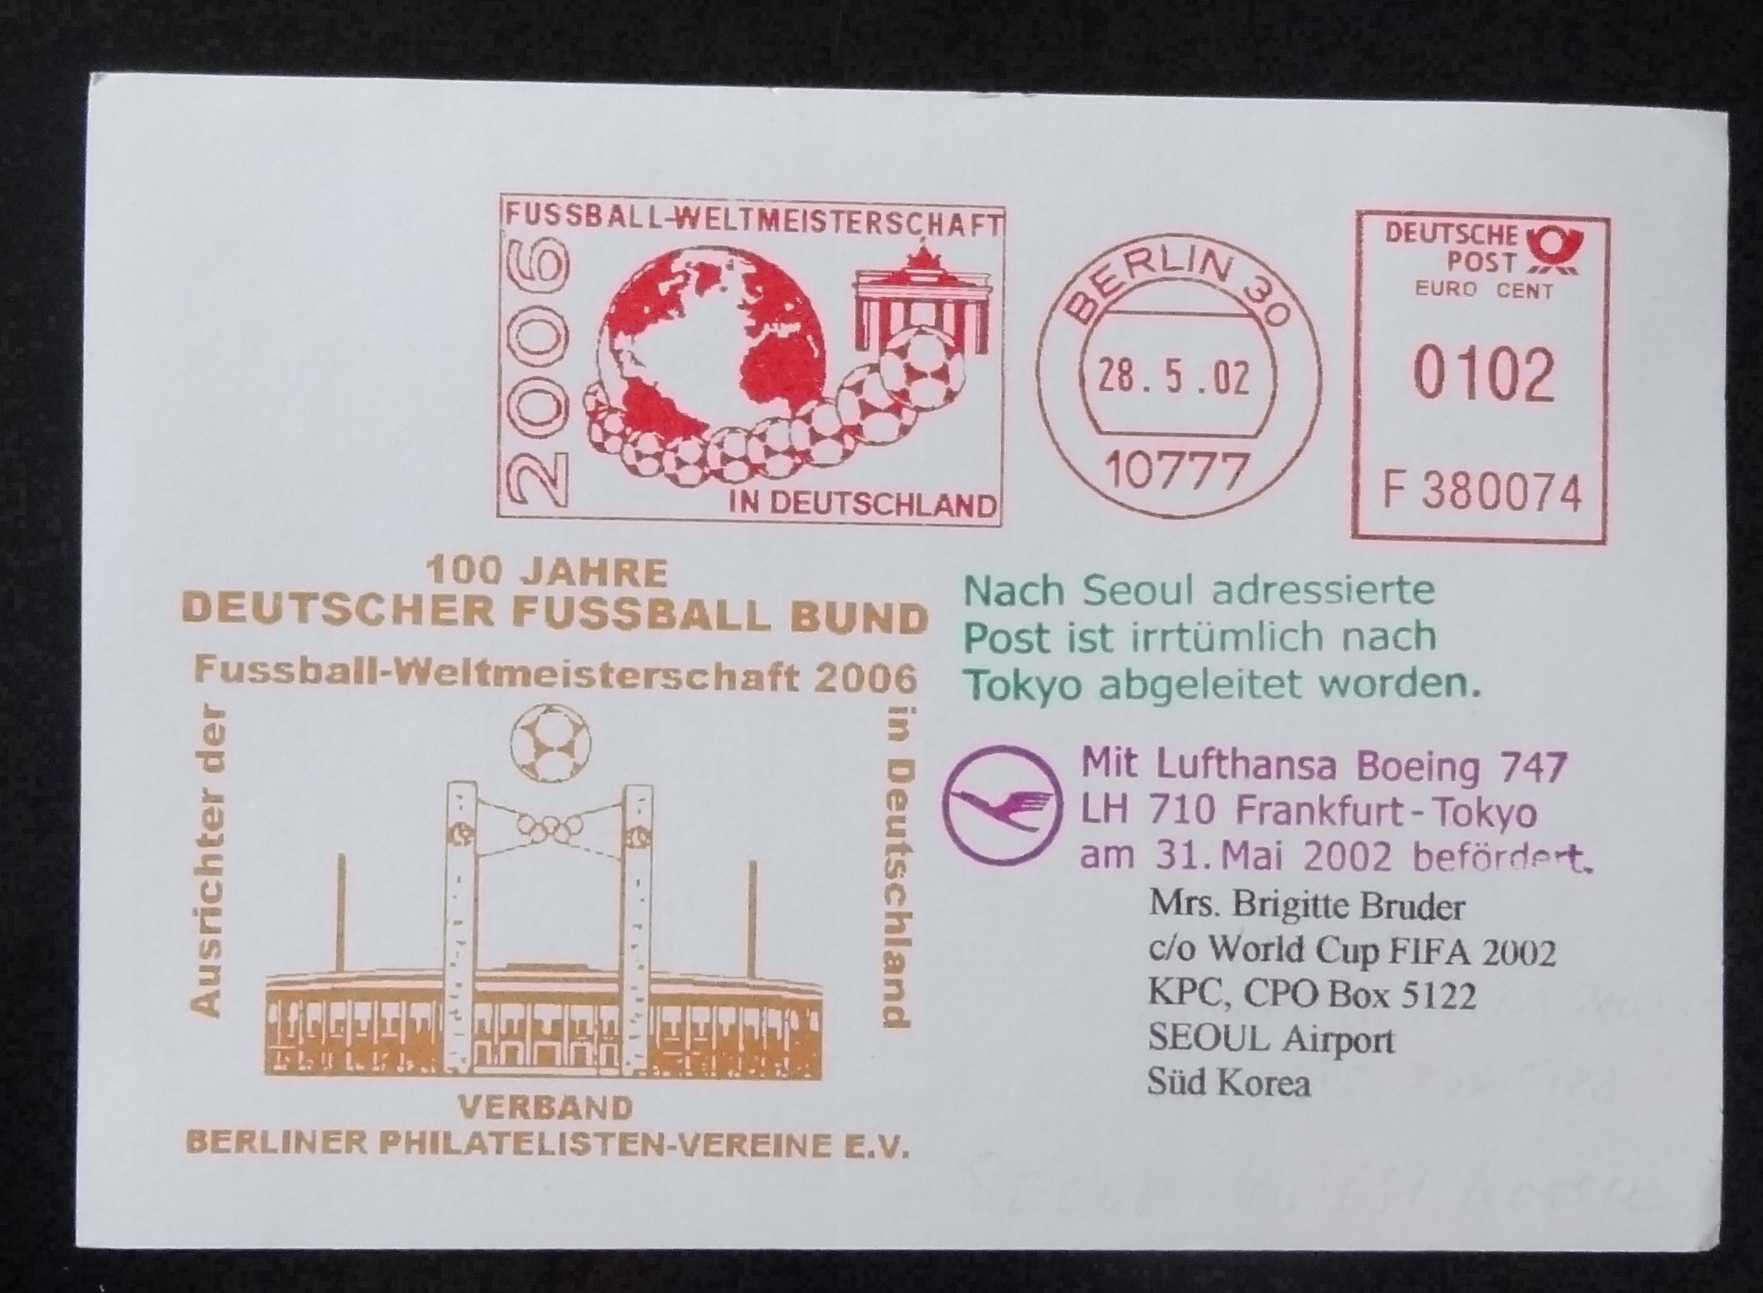 FUSSBALL-WELTMEISTERSCHAFT
2006
IN DEUTSCHLAND
BERLIN 30
28.5.02
10777
DEUTSCHE
POST
EURO CENT
0102
F 380074
100 JAHRE
DEUTSCHER FUSSBALL BUND
Ausrichter der
Fussball-Weltmeisterschaft 2006
in Deutschland
VERBAND
BERLINER PHILATELISTEN-VEREINE E.V.
Nach Seoul adressierte
Post ist irrtümlich nach
Tokyo abgeleitet worden.
Mit Lufthansa Boeing 747
LH 710 Frankfurt-Tokyo
am 31. Mai 2002 befördert.
Mrs. Brigitte Bruder
c/o World Cup FIFA 2002
KPC, CPO Box 5122
SEOUL Airport
Süd Korea